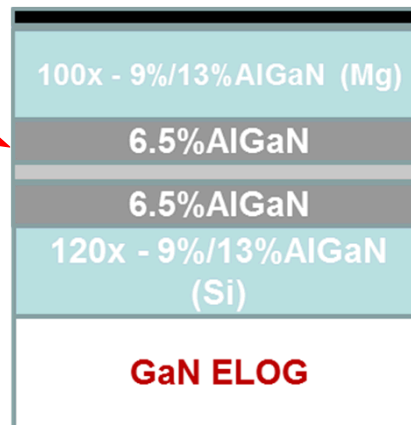 100x - 9%/13%AlGaN (Mg)
6.5%AlGaN
6.5%AlGaN
120x - 9%/13%AlGaN
(Si)
GaN ELOG